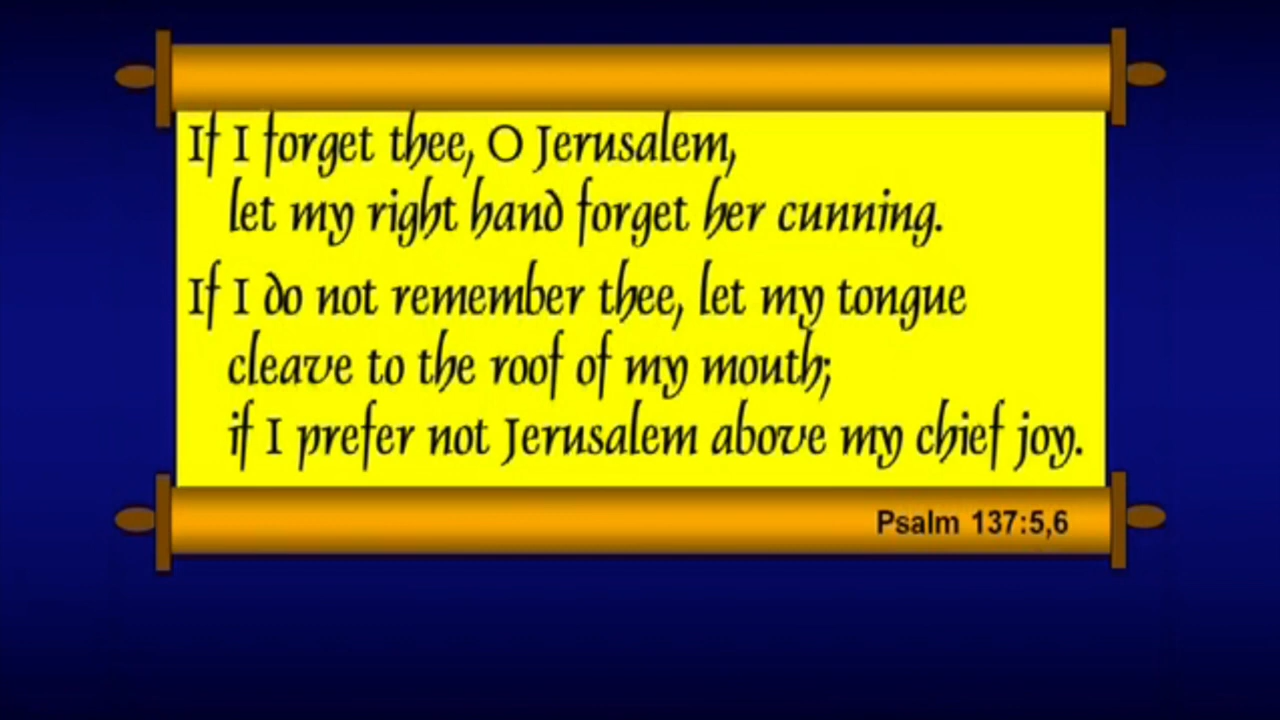 If I forget thee, O Jerusalem,
let my right hand forget her cunning.
If I do not remember thee, let my tongue
cleave to the roof of my mouth;
if I prefer not Jerusalem above my chief joy.
Psalm 137:5,6